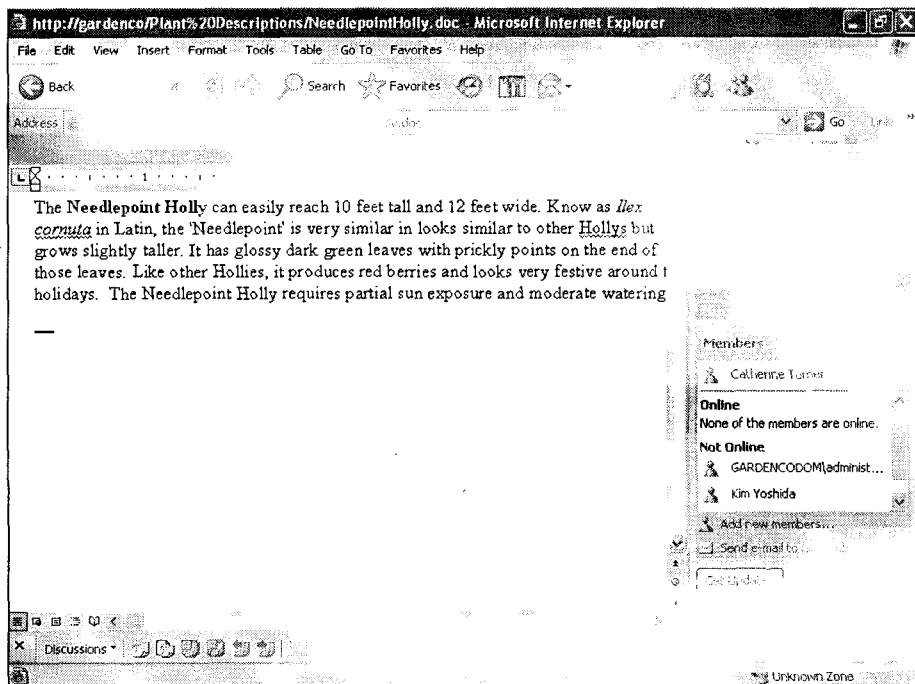 http://gardenco/Plant%20Descriptions/NeedlepointHolly.doc - Microsoft Internet Explorer
File Edit View Insert Format Tools Table Go To Favorites Help
Back Search Favorites
Address Go
1
The Needlepoint Holly can easily reach 10 feet tall and 12 feet wide. Know as Ilex
cornuta in Latin, the 'Needlepoint' is very similar in looks similar to other Hollys but
grows slightly taller. It has glossy dark green leaves with prickly points on the end of
those leaves. Like other Hollies, it produces red berries and looks very festive around t
holidays. The Needlepoint Holly requires partial sun exposure and moderate watering
Members
Catherine Turner
Online
None of the members are online.
Not Online
GARDENCODOM\administ...
Kim Yoshida
Add new members...
Send e-mail to
Get Update
Discussions
Unknown Zone